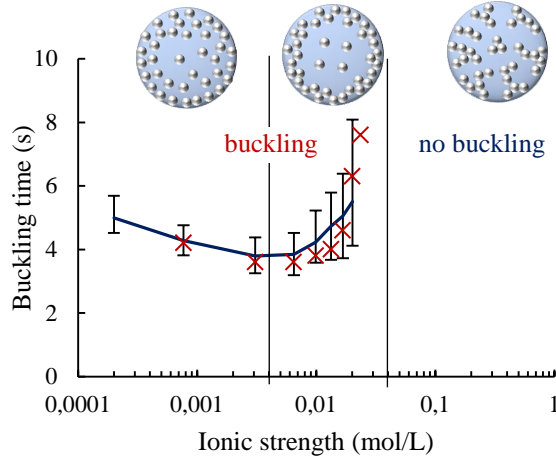 10
8
6
4
2
0
Buckling time (s)
buckling
no buckling
0,0001
0,001
0,01
0,1
1
Ionic strength (mol/L)